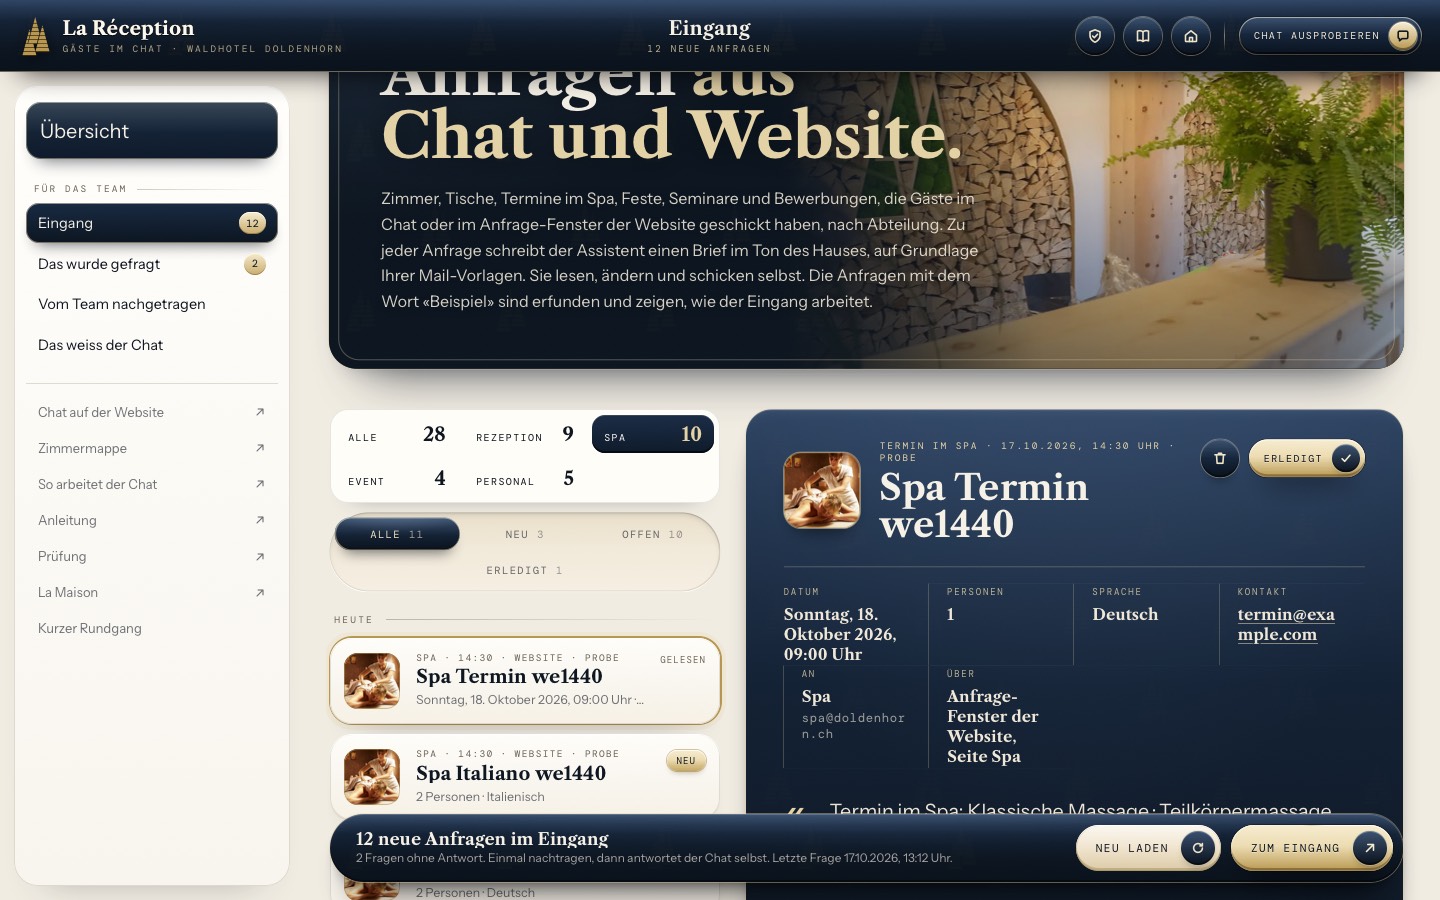 La Réception
GÄSTE IM CHAT · WALDHOTEL DOLDENHORN
Eingang
12 NEUE ANFRAGEN
CHAT AUSPROBIEREN
Übersicht
FÜR DAS TEAM
Eingang 12
Das wurde gefragt 2
Vom Team nachgetragen
Das weiss der Chat
Chat auf der Website
Zimmermappe
So arbeitet der Chat
Anleitung
Prüfung
La Maison
Kurzer Rundgang
Anfragen aus
Chat und Website.
Zimmer, Tische, Termine im Spa, Feste, Seminare und Bewerbungen, die Gäste im
Chat oder im Anfrage-Fenster der Website geschickt haben, nach Abteilung. Zu
jeder Anfrage schreibt der Assistent einen Brief im Ton des Hauses, auf Grundlage
Ihrer Mail-Vorlagen. Sie lesen, ändern und schicken selbst. Die Anfragen mit dem
Wort «Beispiel» sind erfunden und zeigen, wie der Eingang arbeitet.
ALLE 28 REZEPTION 9 SPA 10
EVENT 4 PERSONAL 5
ALLE 11 NEU 3 OFFEN 10
ERLEDIGT 1
HEUTE
SPA · 14:30 · WEBSITE · PROBE GELESEN
Spa Termin we1440
Sonntag, 18. Oktober 2026, 09:00 Uhr ·…
SPA · 14:30 · WEBSITE · PROBE NEU
Spa Italiano we1440
2 Personen · Italienisch
2 Personen · Deutsch
TERMIN IM SPA · 17.10.2026, 14:30 UHR ·
PROBE
Spa Termin
we1440
ERLEDIGT
DATUM
Sonntag, 18.
Oktober 2026,
09:00 Uhr
PERSONEN
1
SPRACHE
Deutsch
KONTAKT
termin@exa
mple.com
AN
Spa
spa@doldenhor
n.ch
ÜBER
Anfrage-
Fenster der
Website,
Seite Spa
« Termin im Spa: Klassische Massage · Teilkörpermassage
12 neue Anfragen im Eingang
2 Fragen ohne Antwort. Einmal nachtragen, dann antwortet der Chat selbst. Letzte Frage 17.10.2026, 13:12 Uhr.
NEU LADEN
ZUM EINGANG